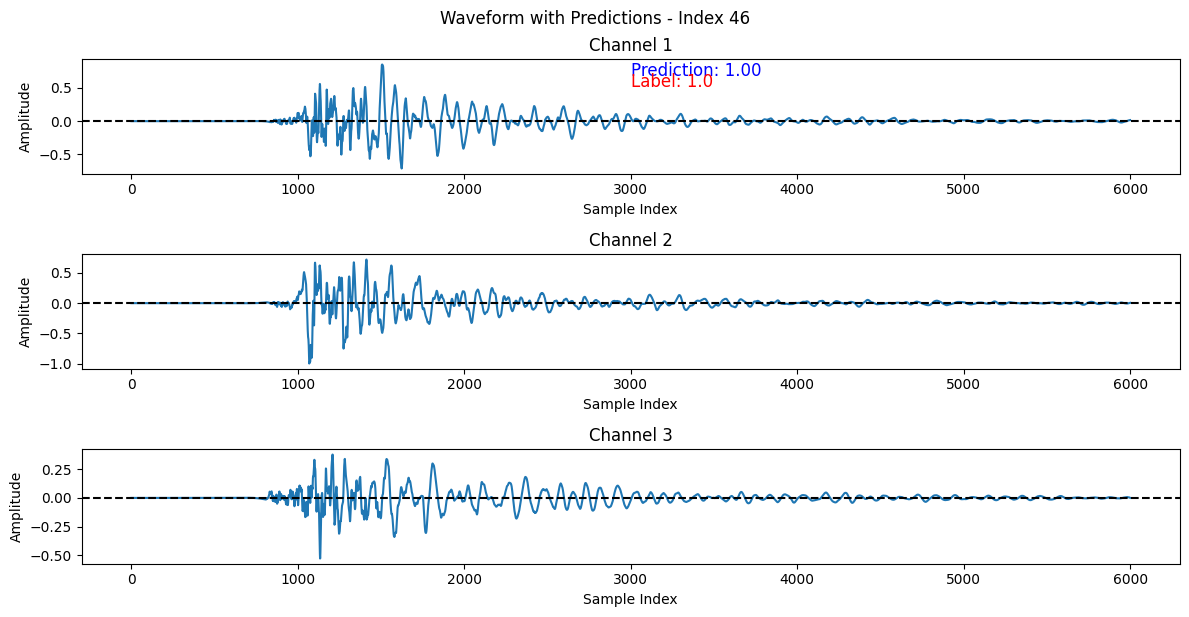 Waveform with Predictions - Index 46
Channel 1
Prediction: 1.00
Label: 1.0
0.5
0.0
−0.5
Amplitude
0 1000 2000 3000 4000 5000 6000
Sample Index
Channel 2
0.5
0.0
−0.5
−1.0
Amplitude
0 1000 2000 3000 4000 5000 6000
Sample Index
Channel 3
0.25
0.00
−0.25
−0.50
Amplitude
0 1000 2000 3000 4000 5000 6000
Sample Index